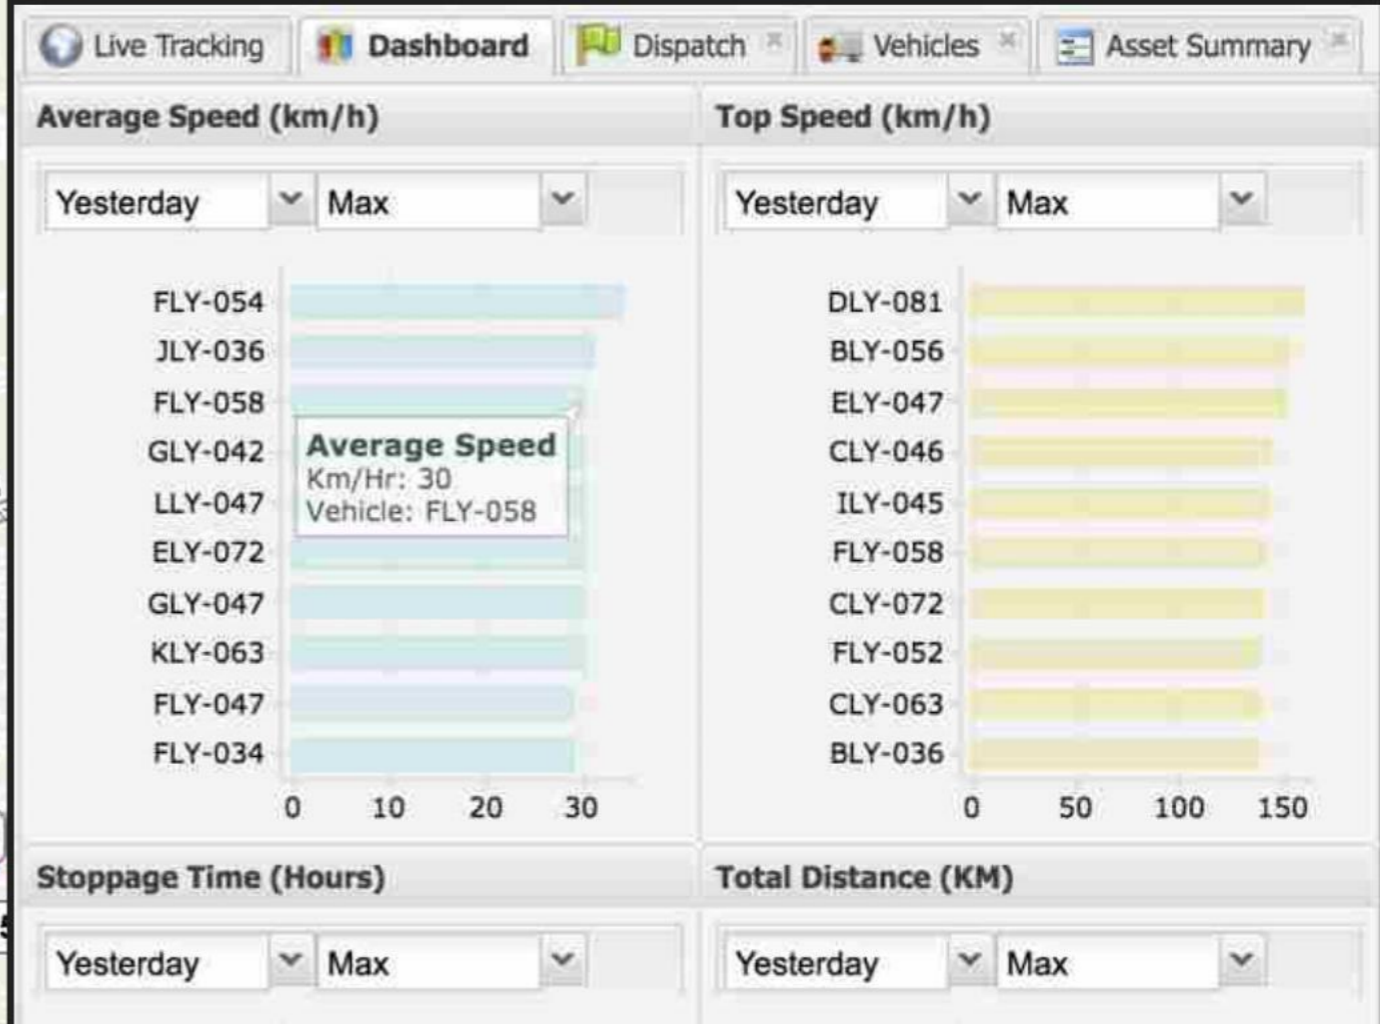 Live Tracking Dashboard Dispatch Vehicles Asset Summary
Average Speed (km/h)
Yesterday Max
FLY-054
JLY-036
FLY-058
GLY-042
LLY-047
ELY-072
GLY-047
KLY-063
FLY-047
FLY-034
Average Speed
Km/Hr: 30
Vehicle: FLY-058
0 10 20 30
Top Speed (km/h)
Yesterday Max
DLY-081
BLY-056
ELY-047
CLY-046
ILY-045
FLY-058
CLY-072
FLY-052
CLY-063
BLY-036
0 50 100 150
Stoppage Time (Hours)
Yesterday Max
Total Distance (KM)
Yesterday Max